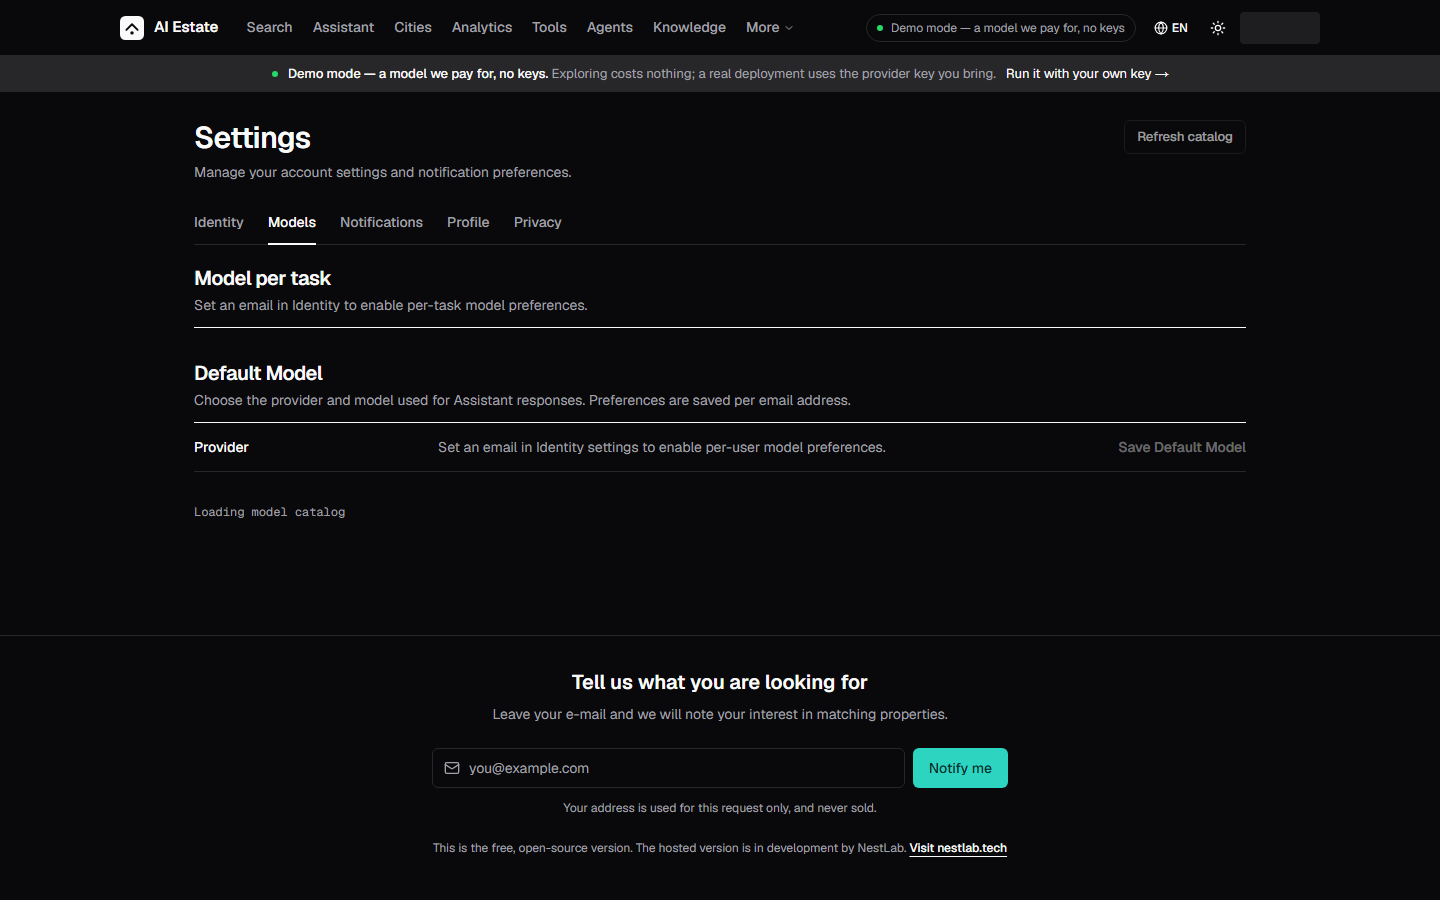 AI Estate
Search
Assistant
Cities
Analytics
Tools
Agents
Knowledge
More
Demo mode — a model we pay for, no keys
EN
Demo mode — a model we pay for, no keys. Exploring costs nothing; a real deployment uses the provider key you bring. Run it with your own key →
Settings
Refresh catalog
Manage your account settings and notification preferences.
Identity
Models
Notifications
Profile
Privacy
Model per task
Set an email in Identity to enable per-task model preferences.
Default Model
Choose the provider and model used for Assistant responses. Preferences are saved per email address.
Provider
Set an email in Identity settings to enable per-user model preferences.
Save Default Model
Loading model catalog
Tell us what you are looking for
Leave your e-mail and we will note your interest in matching properties.
you@example.com
Notify me
Your address is used for this request only, and never sold.
This is the free, open-source version. The hosted version is in development by NestLab. Visit nestlab.tech